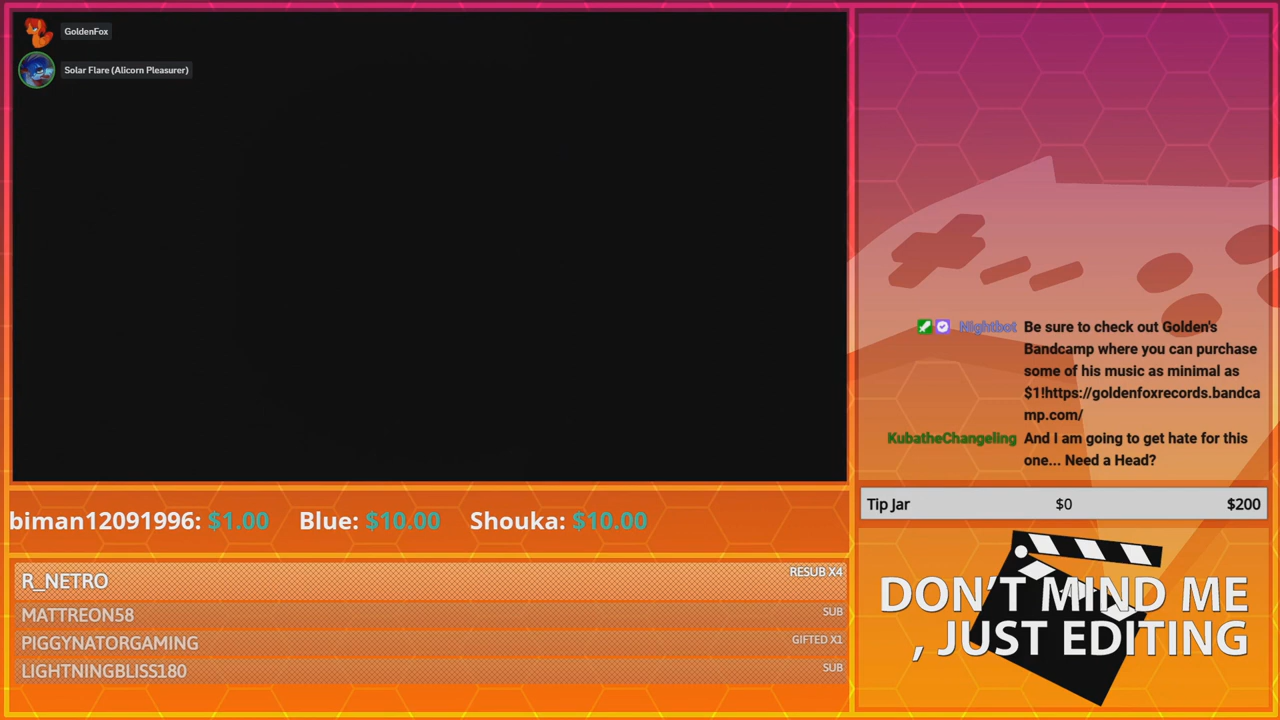 GoldenFox
Solar Flare (Alicorn Pleasurer)
Nightbot Be sure to check out Golden's
Bandcamp where you can purchase
some of his music as minimal as
$1!https://goldenfoxrecords.bandca
mp.com/
KubatheChangeling And I am going to get hate for this
one... Need a Head?
Tip Jar $0 $200
biman12091996: $1.00 Blue: $10.00 Shouka: $10.00
R_NETRO RESUB X4
MATTREON58 SUB
PIGGYNATORGAMING GIFTED X1
LIGHTNINGBLISS180 SUB
DON'T MIND ME
, JUST EDITING